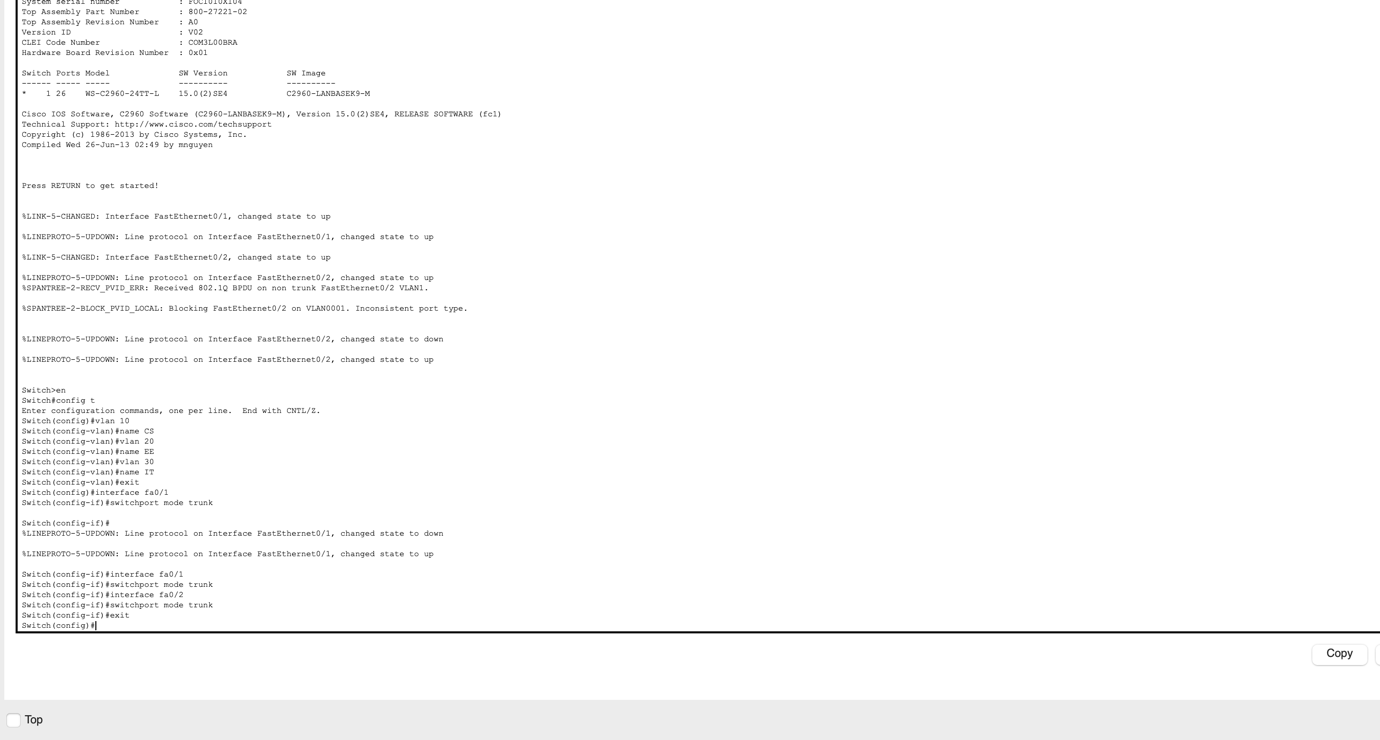 System serial number : FOC1010X104
Top Assembly Part Number : 800-27221-02
Top Assembly Revision Number : A0
Version ID : V02
CLEI Code Number : COM3L00BRA
Hardware Board Revision Number : 0x01
Switch Ports Model SW Version SW Image
------ ----- ----- ---------- ----------
* 1 26 WS-C2960-24TT-L 15.0(2)SE4 C2960-LANBASEK9-M
Cisco IOS Software, C2960 Software (C2960-LANBASEK9-M), Version 15.0(2)SE4, RELEASE SOFTWARE (fc1)
Technical Support: http://www.cisco.com/techsupport
Copyright (c) 1986-2013 by Cisco Systems, Inc.
Compiled Wed 26-Jun-13 02:49 by mnguyen
Press RETURN to get started!
%LINK-5-CHANGED: Interface FastEthernet0/1, changed state to up
%LINEPROTO-5-UPDOWN: Line protocol on Interface FastEthernet0/1, changed state to up
%LINK-5-CHANGED: Interface FastEthernet0/2, changed state to up
%LINEPROTO-5-UPDOWN: Line protocol on Interface FastEthernet0/2, changed state to up
%SPANTREE-2-RECV_PVID_ERR: Received 802.1Q BPDU on non trunk FastEthernet0/2 VLAN1.
%SPANTREE-2-BLOCK_PVID_LOCAL: Blocking FastEthernet0/2 on VLAN0001. Inconsistent port type.
%LINEPROTO-5-UPDOWN: Line protocol on Interface FastEthernet0/2, changed state to down
%LINEPROTO-5-UPDOWN: Line protocol on Interface FastEthernet0/2, changed state to up
Switch>en
Switch#config t
Enter configuration commands, one per line. End with CNTL/Z.
Switch(config)#vlan 10
Switch(config-vlan)#name CS
Switch(config-vlan)#vlan 20
Switch(config-vlan)#name EE
Switch(config-vlan)#vlan 30
Switch(config-vlan)#name IT
Switch(config-vlan)#exit
Switch(config)#interface fa0/1
Switch(config-if)#switchport mode trunk
Switch(config-if)#
%LINEPROTO-5-UPDOWN: Line protocol on Interface FastEthernet0/1, changed state to down
%LINEPROTO-5-UPDOWN: Line protocol on Interface FastEthernet0/1, changed state to up
Switch(config-if)#interface fa0/1
Switch(config-if)#switchport mode trunk
Switch(config-if)#interface fa0/2
Switch(config-if)#switchport mode trunk
Switch(config-if)#exit
Switch(config)#
Copy
Top